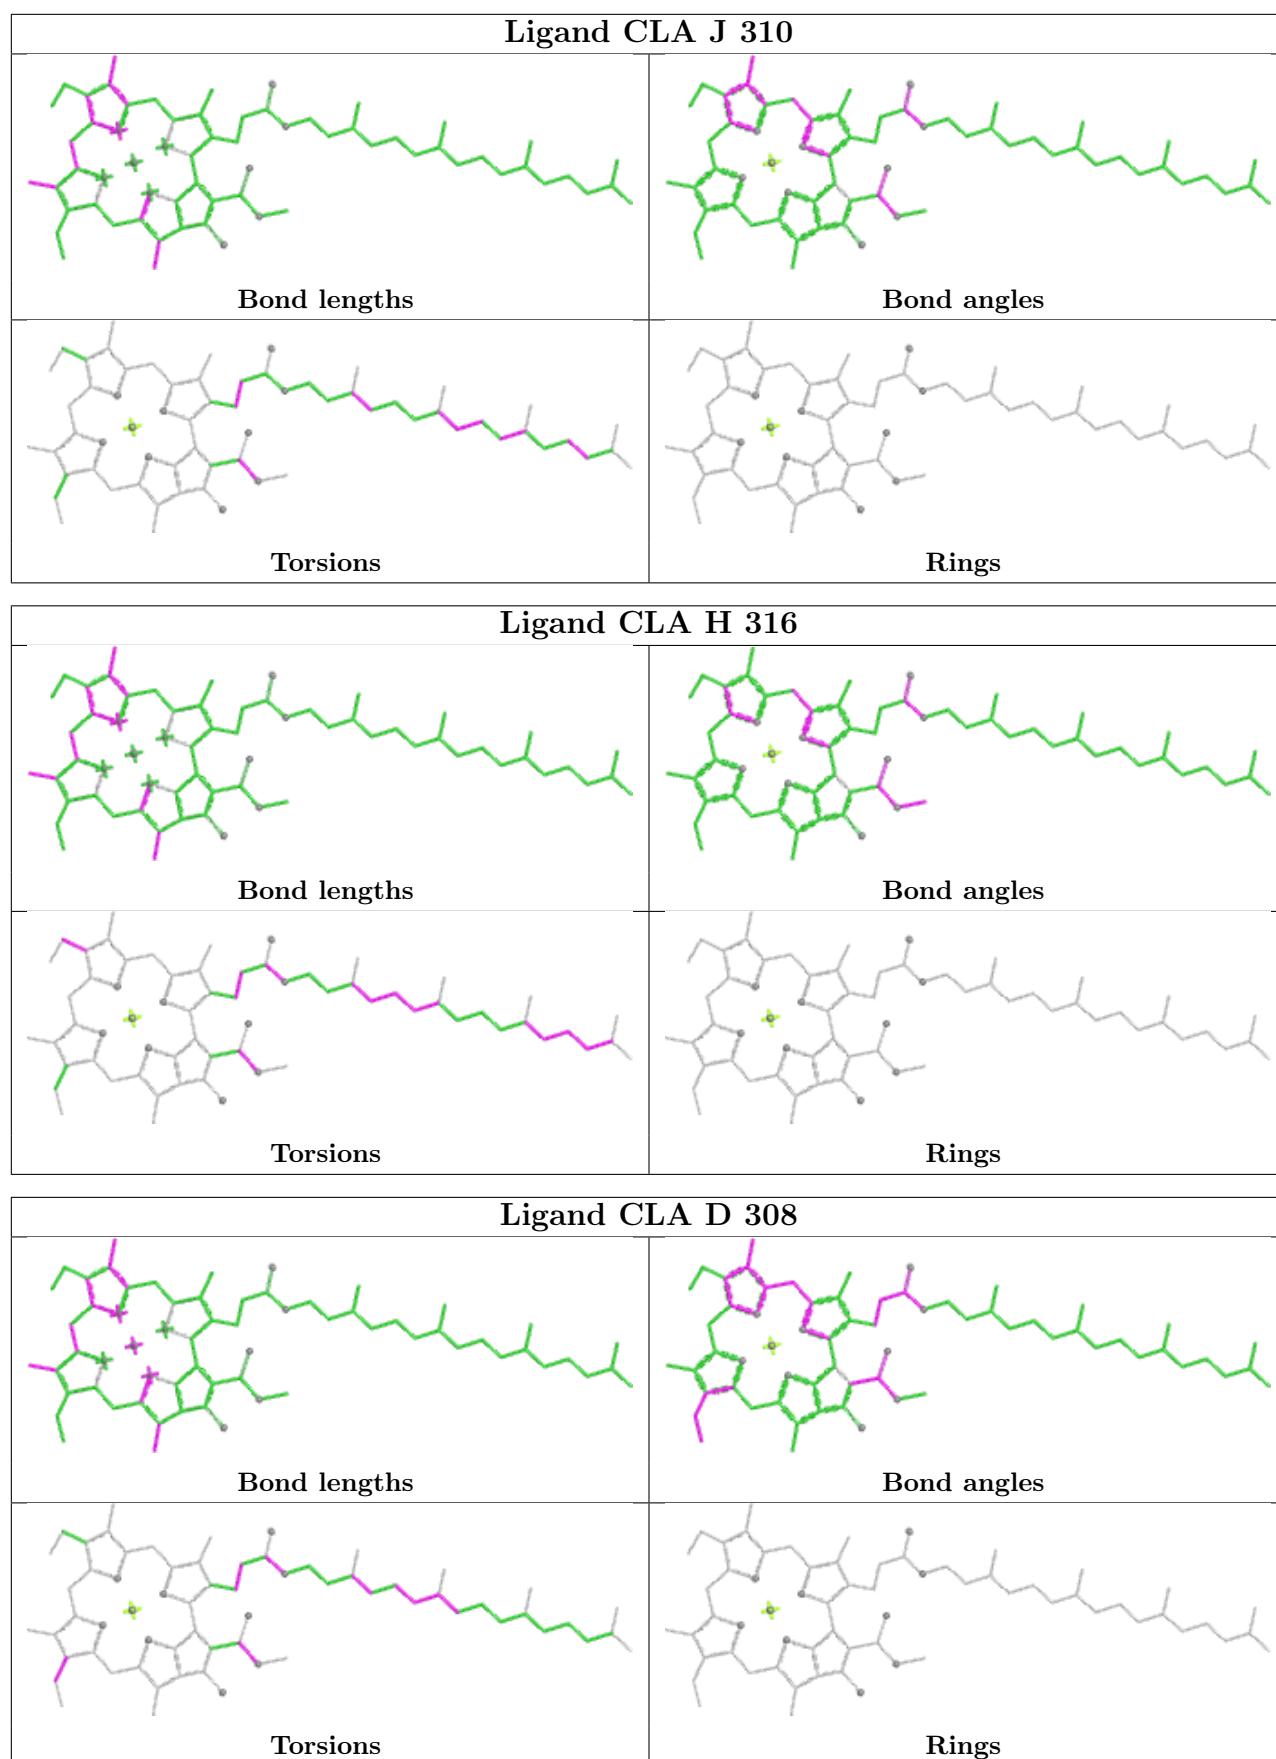 Ligand CLA J 310
Bond lengths
Bond angles
Torsions
Rings
Ligand CLA H 316
Bond lengths
Bond angles
Torsions
Rings
Ligand CLA D 308
Bond lengths
Bond angles
Torsions
Rings